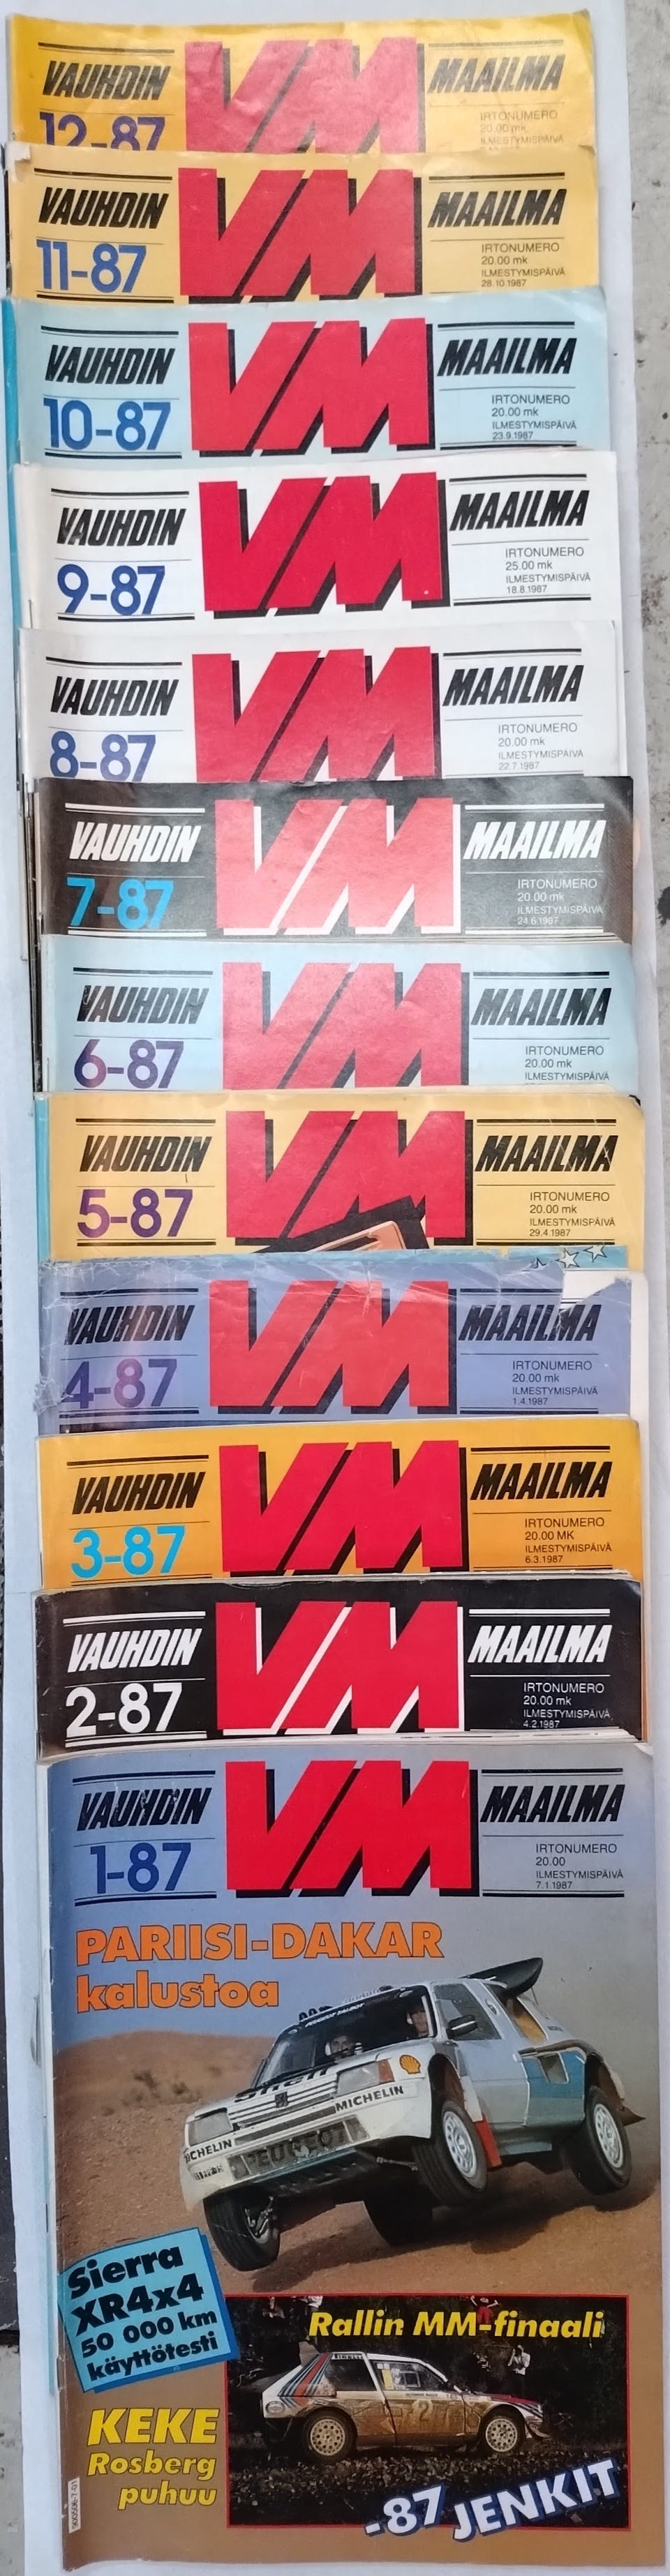 VAUHDIN VM MAAILMA
12-87
IRTONUMERO
20.00 mk
ILMESTYMISPÄIVÄ
VAUHDIN VM MAAILMA
11-87
IRTONUMERO
20.00 mk
ILMESTYMISPÄIVÄ
28.10.1987
VAUHDIN VM MAAILMA
10-87
IRTONUMERO
20.00 mk
ILMESTYMISPÄIVÄ
23.9.1987
VAUHDIN VM MAAILMA
9-87
IRTONUMERO
25.00 mk
ILMESTYMISPÄIVÄ
18.8.1987
VAUHDIN VM MAAILMA
8-87
IRTONUMERO
20.00 mk
ILMESTYMISPÄIVÄ
22.7.1987
VAUHDIN VM MAAILMA
7-87
IRTONUMERO
20.00 mk
ILMESTYMISPÄIVÄ
24.6.1987
VAUHDIN VM MAAILMA
6-87
IRTONUMERO
20.00 mk
ILMESTYMISPÄIVÄ
VAUHDIN VM MAAILMA
5-87
IRTONUMERO
20.00 mk
ILMESTYMISPÄIVÄ
29.4.1987
VAUHDIN VM MAAILMA
4-87
IRTONUMERO
20.00 mk
ILMESTYMISPÄIVÄ
1.4.1987
VAUHDIN VM MAAILMA
3-87
IRTONUMERO
20.00 MK
ILMESTYMISPÄIVÄ
6.3.1987
VAUHDIN VM MAAILMA
2-87
IRTONUMERO
20.00 mk
ILMESTYMISPÄIVÄ
4.2.1987
VAUHDIN VM MAAILMA
1-87
IRTONUMERO
20.00
ILMESTYMISPÄIVÄ
7.1.1987
PARIISI-DAKAR
kalustoa
PEUGEOT TALBOT
Shell
MICHELIN
MICHELIN
PEUGEOT
Sierra
XR4x4
50 000 km
käyttötesti
Rallin MM-finaali
2
KEKE
Rosberg
puhuu
-87 JENKIT